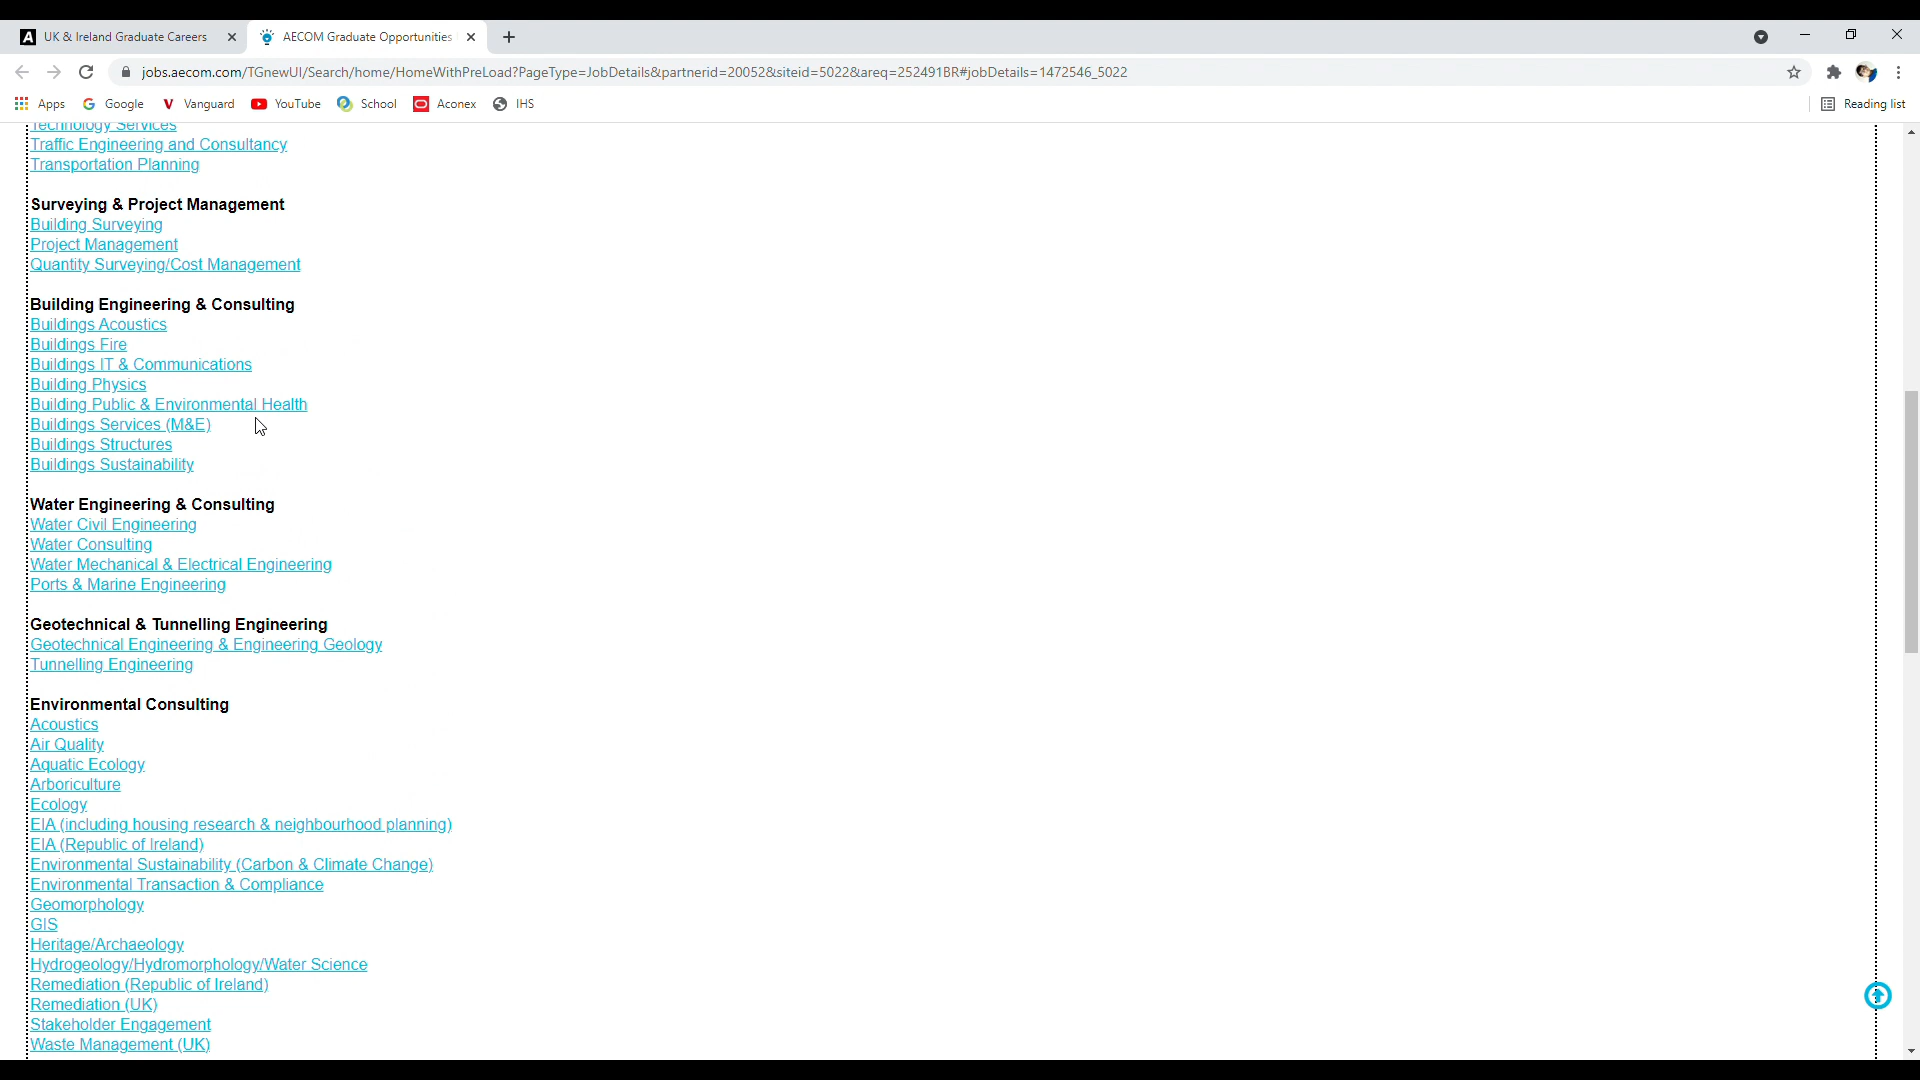 UK & Ireland Graduate Careers
AECOM Graduate Opportunities
jobs.aecom.com/TGnewUI/Search/home/HomeWithPreLoad?PageType=JobDetails&partnerid=20052&siteid=5022&areq=252491BR#jobDetails=1472546_5022
Apps Google Vanguard YouTube School Aconex IHS Reading list
Technology Services
Traffic Engineering and Consultancy
Transportation Planning
Surveying & Project Management
Building Surveying
Project Management
Quantity Surveying/Cost Management
Building Engineering & Consulting
Buildings Acoustics
Buildings Fire
Buildings IT & Communications
Building Physics
Building Public & Environmental Health
Buildings Services (M&E)
Buildings Structures
Buildings Sustainability
Water Engineering & Consulting
Water Civil Engineering
Water Consulting
Water Mechanical & Electrical Engineering
Ports & Marine Engineering
Geotechnical & Tunnelling Engineering
Geotechnical Engineering & Engineering Geology
Tunnelling Engineering
Environmental Consulting
Acoustics
Air Quality
Aquatic Ecology
Arboriculture
Ecology
EIA (including housing research & neighbourhood planning)
EIA (Republic of Ireland)
Environmental Sustainability (Carbon & Climate Change)
Environmental Transaction & Compliance
Geomorphology
GIS
Heritage/Archaeology
Hydrogeology/Hydromorphology/Water Science
Remediation (Republic of Ireland)
Remediation (UK)
Stakeholder Engagement
Waste Management (UK)